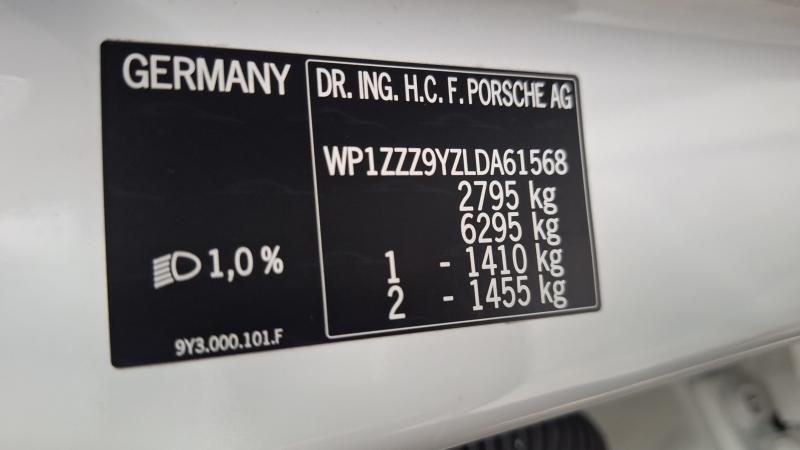 GERMANY
DR. ING. H.C. F. PORSCHE AG
WP1ZZZ9YZLDA61568
2795 kg
6295 kg
1 - 1410 kg
2 - 1455 kg
1,0 %
9Y3.000.101.F